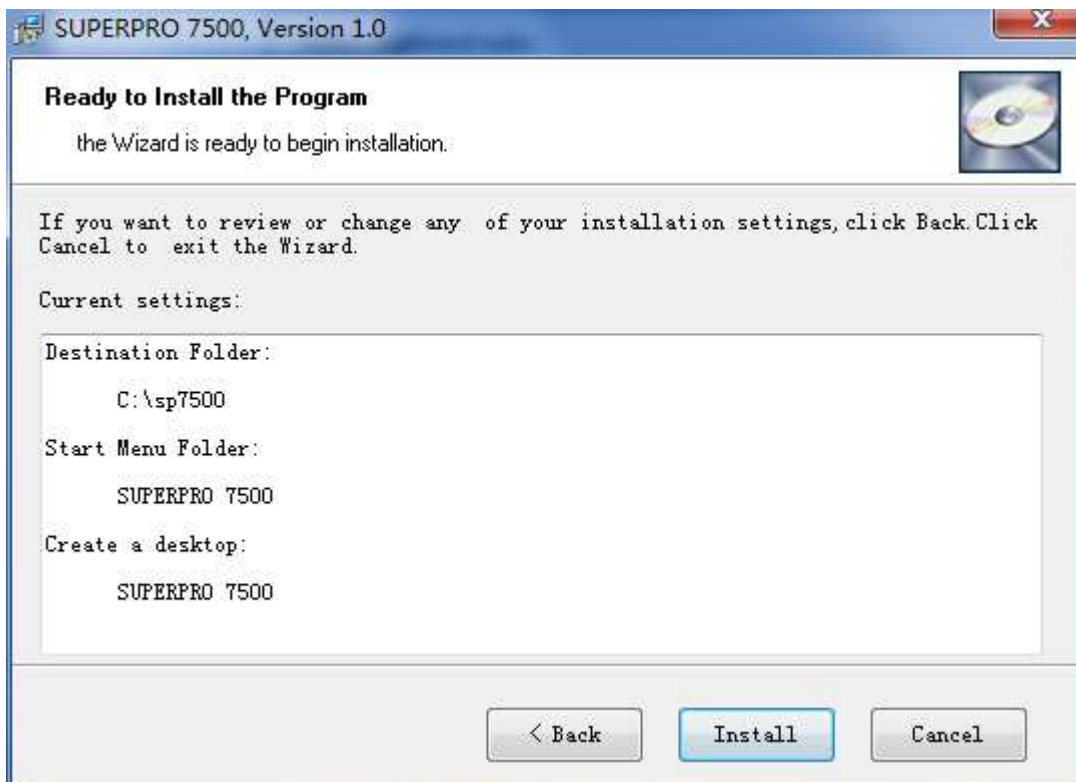 SUPERPRO 7500, Version 1.0
Ready to Install the Program
the Wizard is ready to begin installation.
If you want to review or change any  of your installation settings, click Back. Click
Cancel to  exit the Wizard.
Current settings:
Destination Folder:
C:\sp7500
Start Menu Folder:
SUPERPRO 7500
Create a desktop:
SUPERPRO 7500
< Back
Install
Cancel